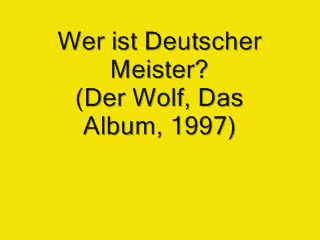 Wer ist Deutscher
Meister?
(Der Wolf, Das
Album, 1997)